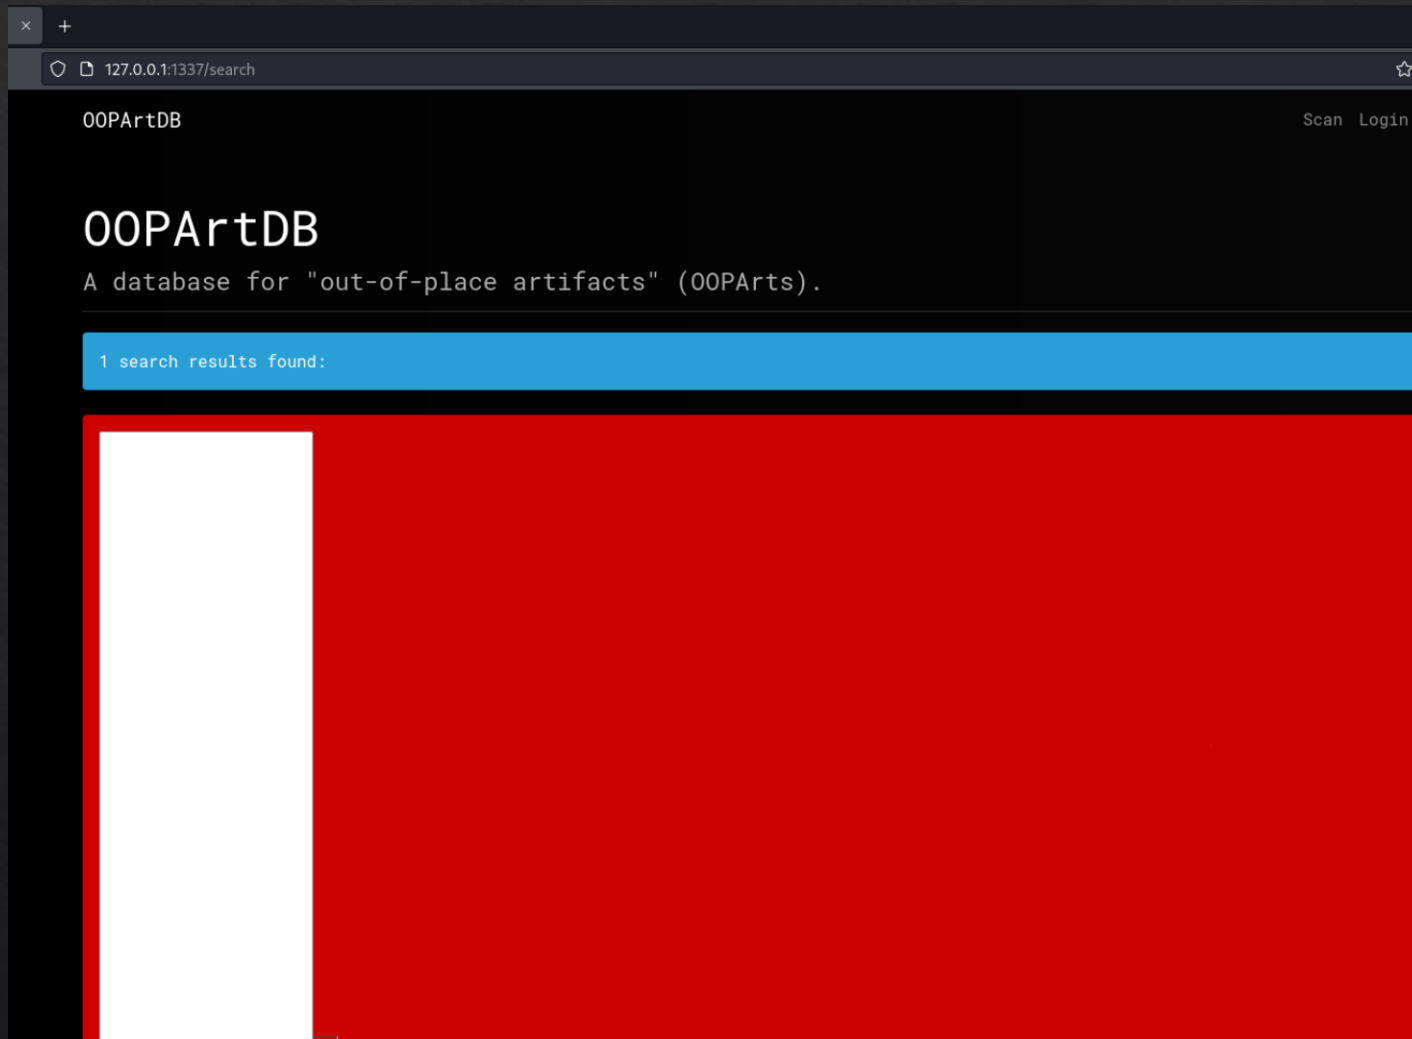 127.0.0.1:1337/search
OOPArtDB
Scan Login
OOPArtDB
A database for "out-of-place artifacts" (OOPArts).
1 search results found: